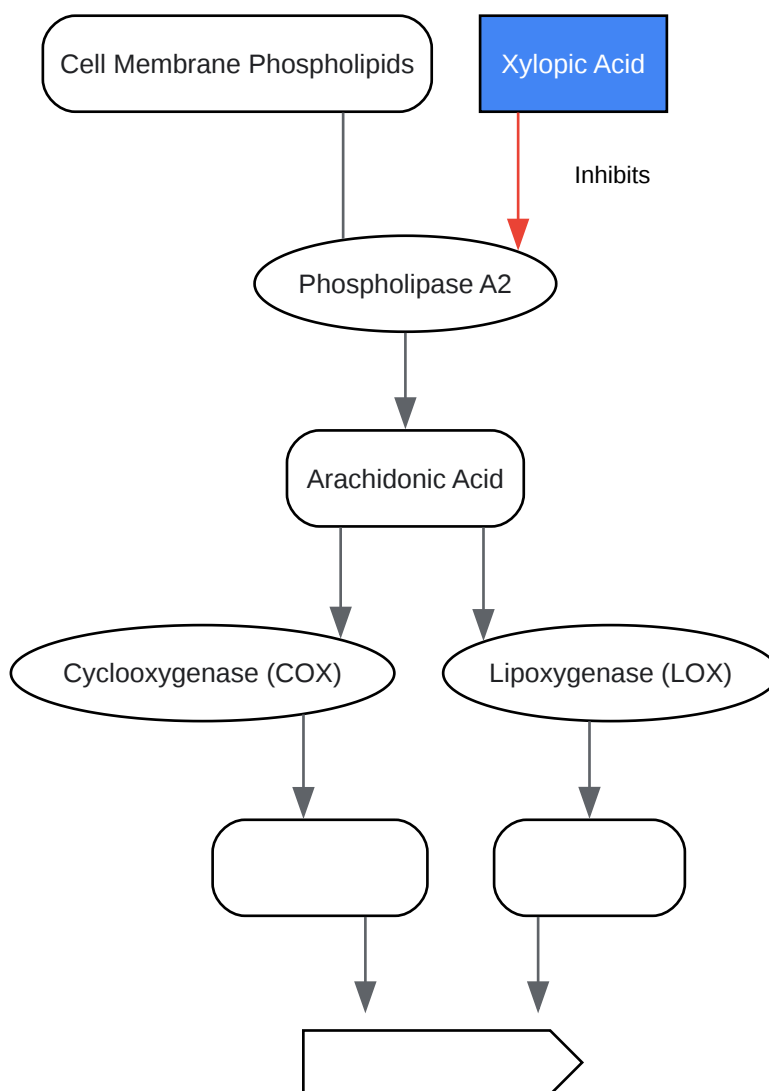 Cell Membrane Phospholipids
Xylopic Acid
Inhibits
Phospholipase A2
Arachidonic Acid
Cyclooxygenase (COX)
Lipoxygenase (LOX)